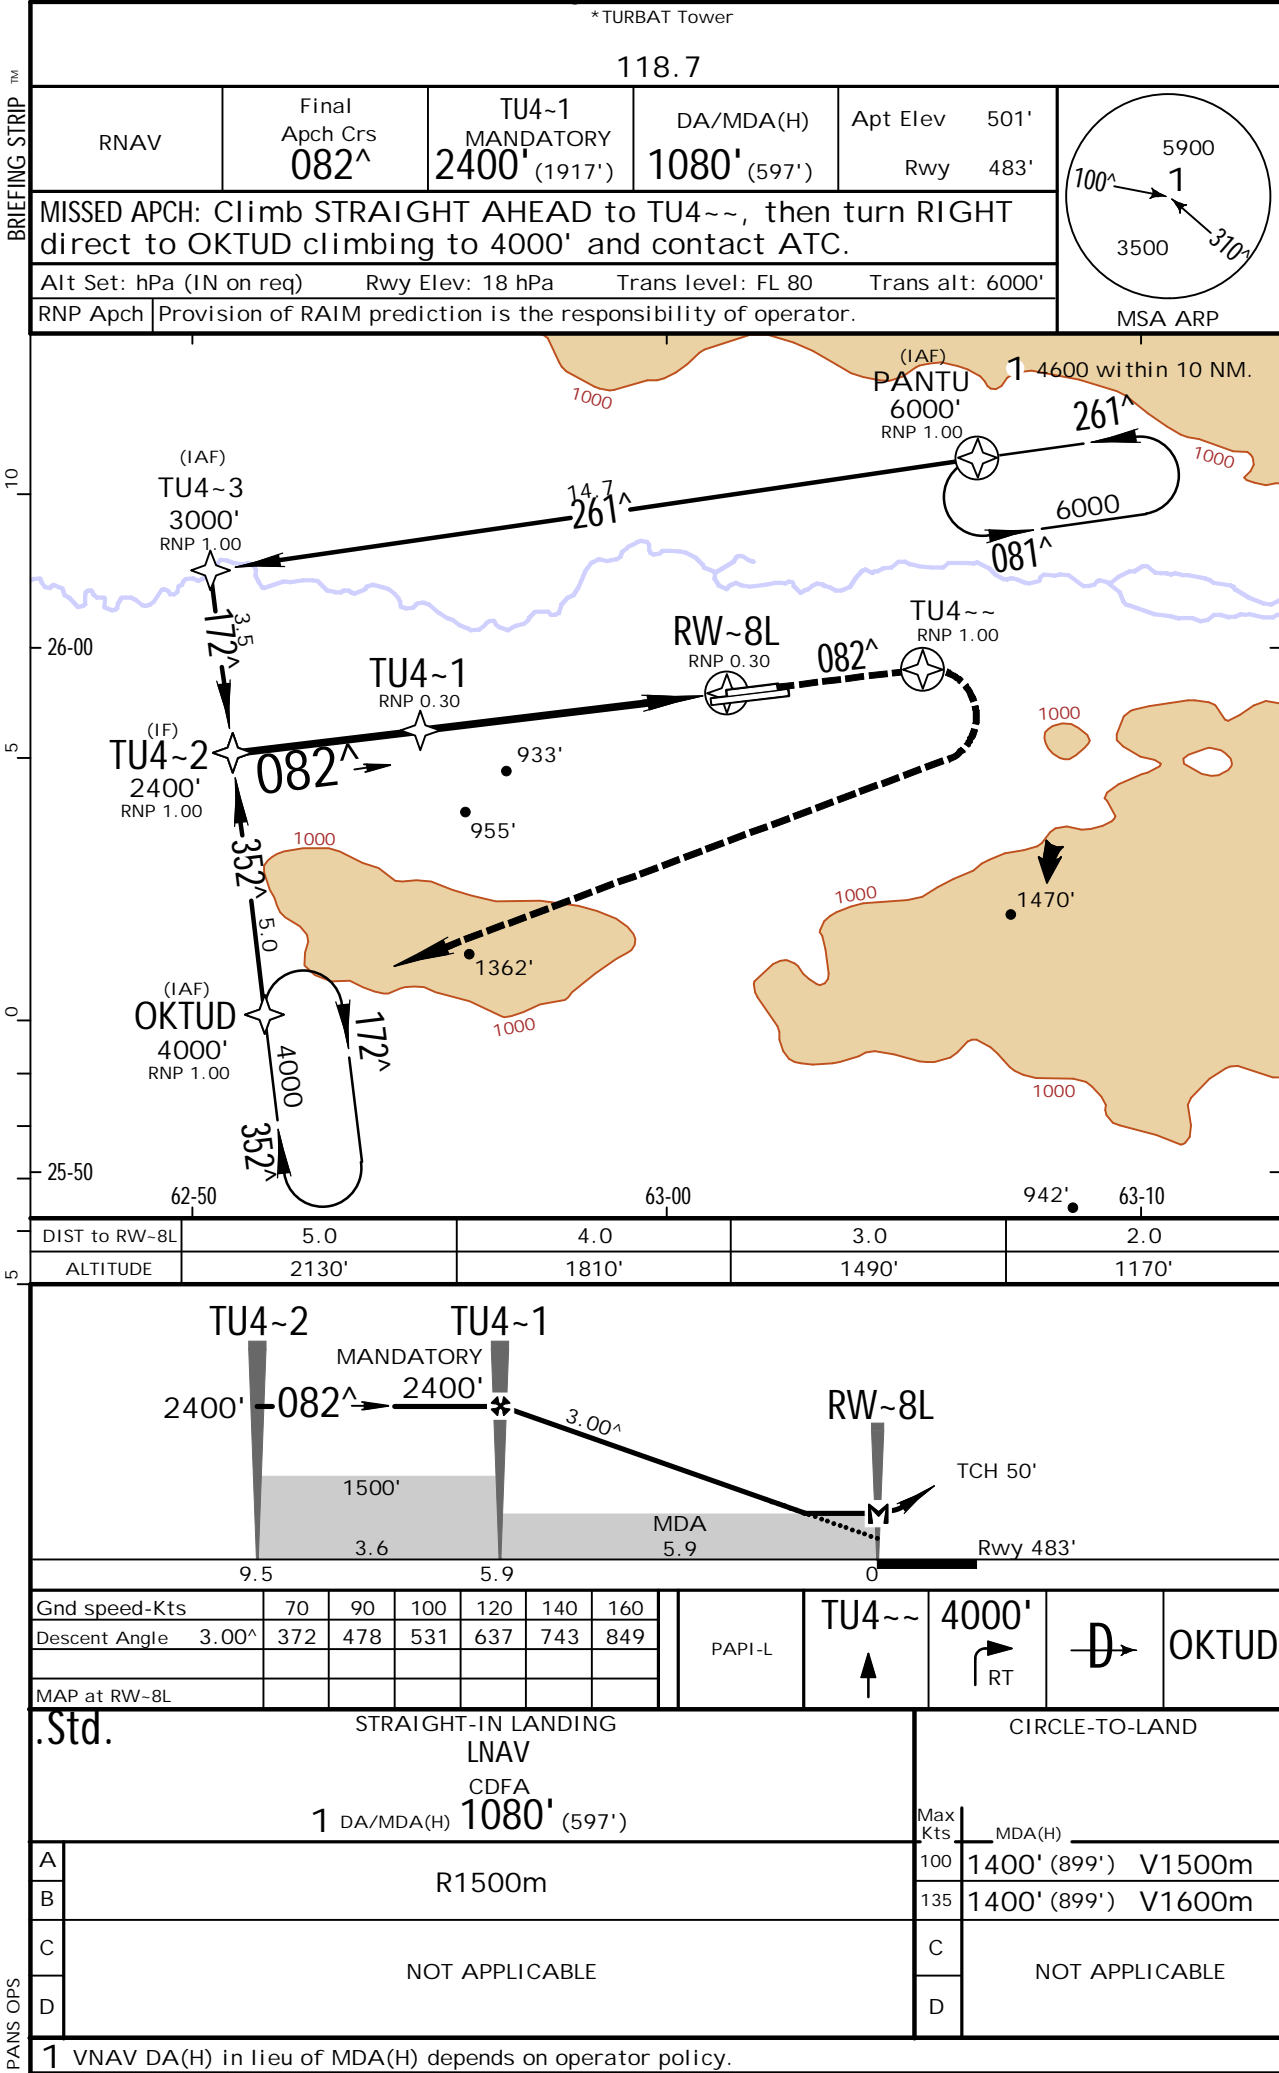 *TURBAT Tower
118.7
BRIEFING STRIP TM
RNAV
Final
Apch Crs
082^
TU4~1
MANDATORY
2400' (1917')
DA/MDA(H)
1080' (597')
Apt Elev 501'
Rwy 483'
MISSED APCH: Climb STRAIGHT AHEAD to TU4~~, then turn RIGHT
direct to OKTUD climbing to 4000' and contact ATC.
Alt Set: hPa (IN on req) Rwy Elev: 18 hPa Trans level: FL 80 Trans alt: 6000'
RNP Apch Provision of RAIM prediction is the responsibility of operator.
5900
100^
1
310^
3500
MSA ARP
(IAF)
PANTU
6000'
RNP 1.00
1 4600 within 10 NM.
1000
261^
1000
6000
081^
14.7
261^
(IAF)
TU4~3
3000'
RNP 1.00
10
3.5
172^
26-00
TU4~1
RNP 0.30
RW~8L
RNP 0.30
082^
TU4~~
RNP 1.00
(IF)
TU4~2
2400'
RNP 1.00
082^
5
933'
955'
1000
1000
352^
5.0
1000
1470'
1362'
1000
(IAF)
OKTUD
4000'
RNP 1.00
0
172^
4000
352^
1000
25-50
62-50
63-00
63-10
942'
5
DIST to RW~8L 5.0 4.0 3.0 2.0
ALTITUDE 2130' 1810' 1490' 1170'
TU4~2
TU4~1
MANDATORY
2400'
082^
2400'
3.00^
RW~8L
TCH 50'
M
1500'
MDA
3.6
5.9
Rwy 483'
9.5
5.9
0
Gnd speed-Kts 70 90 100 120 140 160
Descent Angle 3.00^ 372 478 531 637 743 849
MAP at RW~8L
PAPI-L
TU4~~
4000'
RT
D
OKTUD
.Std.
STRAIGHT-IN LANDING
LNAV
CDFA
1 DA/MDA(H) 1080' (597')
CIRCLE-TO-LAND
Max
Kts
MDA(H)
A
B
R1500m
100 1400' (899') V1500m
135 1400' (899') V1600m
C
D
NOT APPLICABLE
C
D
NOT APPLICABLE
PANS OPS
1 VNAV DA(H) in lieu of MDA(H) depends on operator policy.